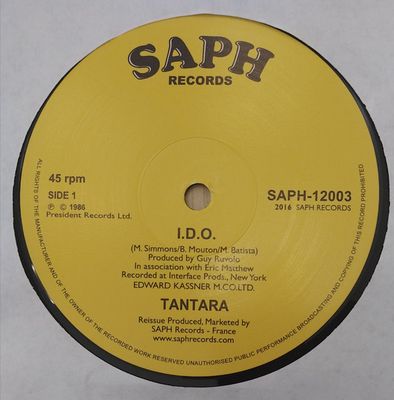 SAPH
RECORDS
45 rpm
SIDE 1
℗ © 1986
President Records Ltd.
SAPH-12003
2016 SAPH RECORDS
I.D.O.
(M. Simmons/B. Mouton/M. Batista)
Produced by Guy Ruvolo
In association with Eric Matthew
Recorded at Interface Prods., New York
EDWARD KASSNER M.CO.LTD.
TANTARA
Reissue Produced, Marketed by
SAPH Records - France
www.saphrecords.com
ALL RIGHTS OF THE MANUFACTURER AND OF THE OWNER OF THE RECORDED WORK RESERVED UNAUTHORISED PUBLIC PERFORMANCE BROADCASTING AND COPYING OF THIS RECORD PROHIBITED